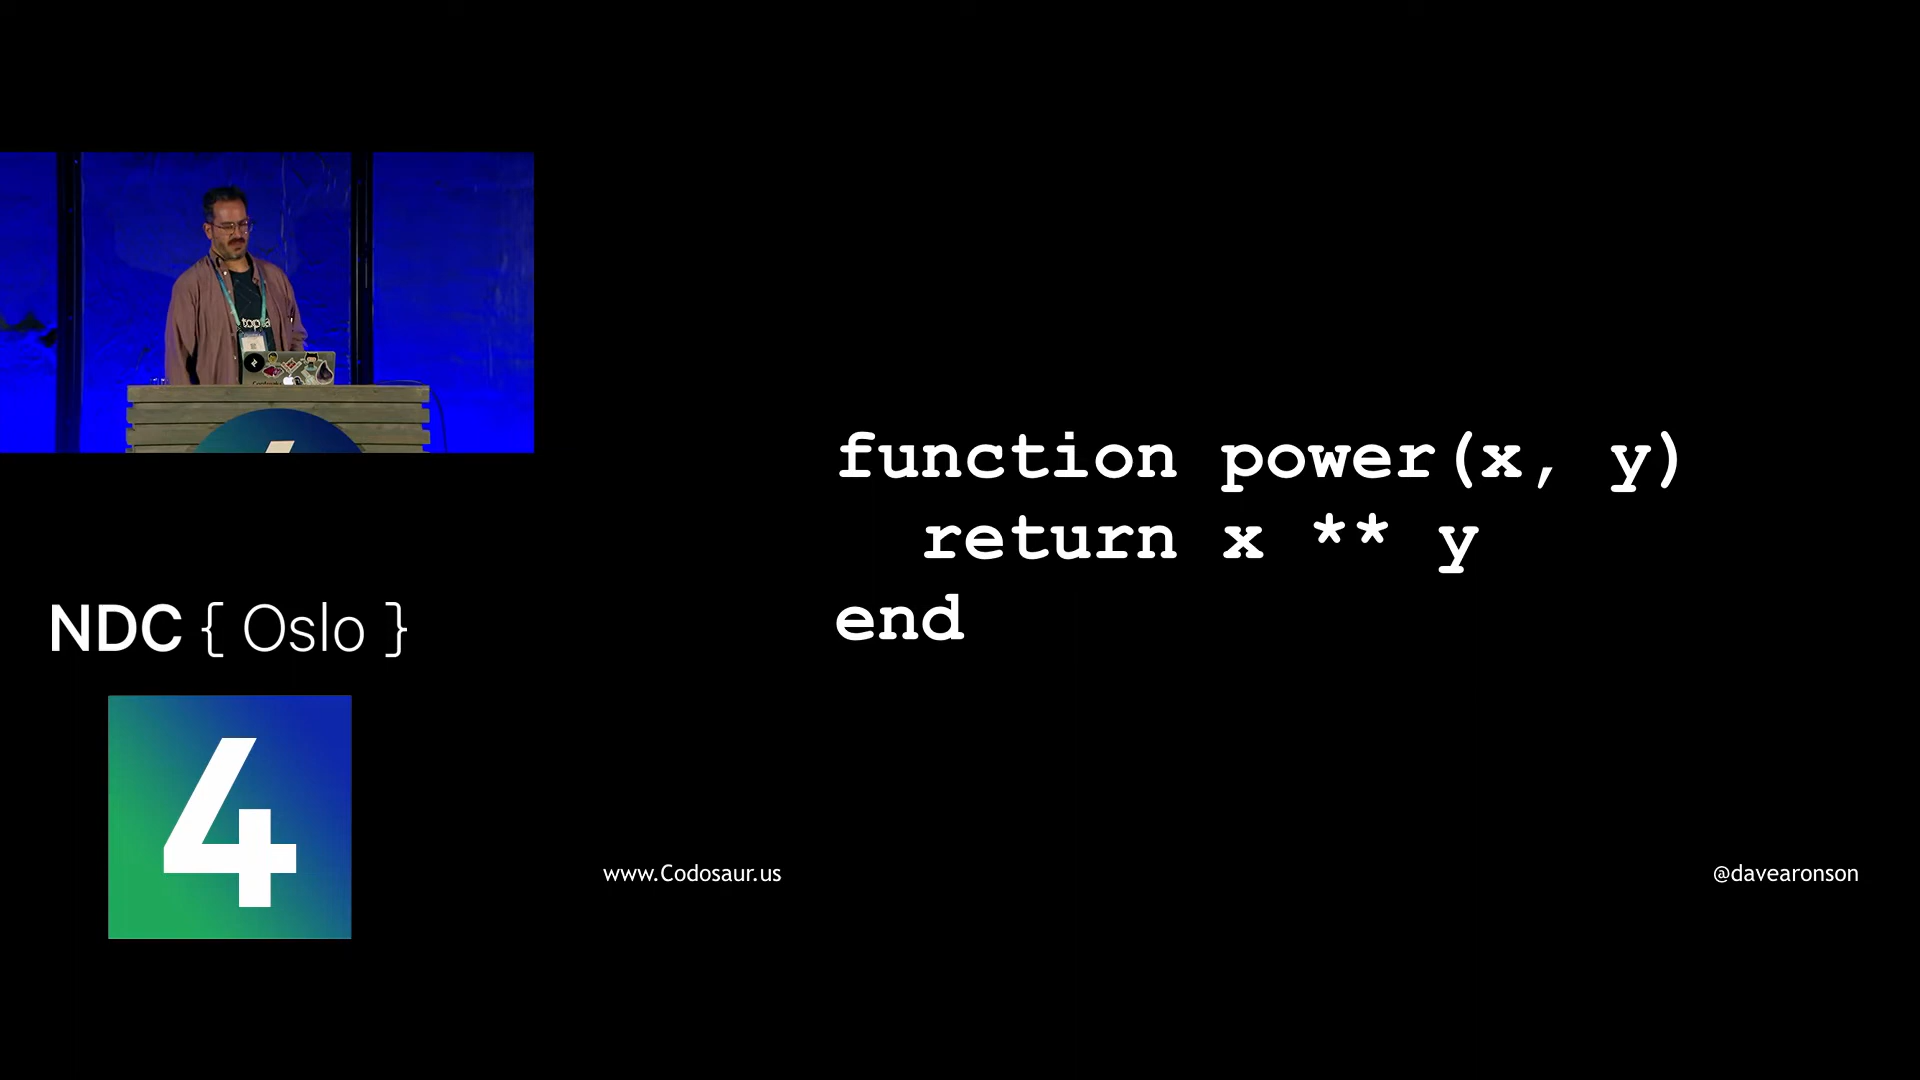 function power(x, y)
return x ** y
end
NDC { Oslo }
4
www.Codosaur.us
@davearonson